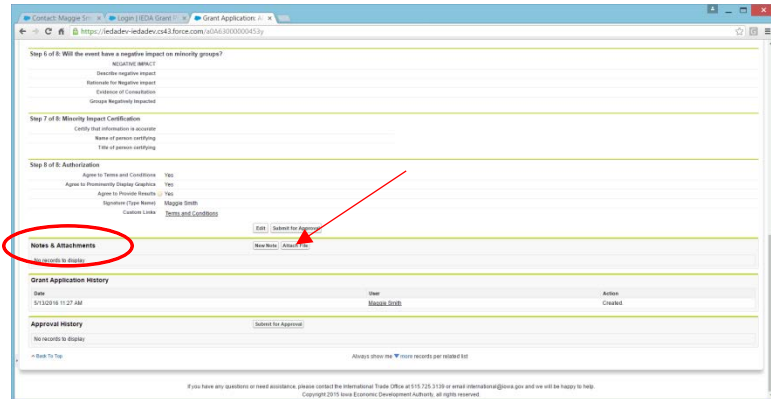 Contact: Maggie Sm Login | IEDA Grant P Grant Application: A
https://iedadev-iedadev.cs43.force.com/a0A63000000453y
Step 6 of 8: Will the event have a negative impact on minority groups?
NEGATIVE IMPACT
Describe negative impact
Rationale for Negative impact
Evidence of Consultation
Groups Negatively Impacted
Step 7 of 8: Minority Impact Certification
Certify that information is accurate
Name of person certifying
Title of person certifying
Step 8 of 8: Authorization
Agree to Terms and Conditions Yes
Agree to Prominently Display Graphics Yes
Agree to Provide Results Yes
Signature (Type Name) Maggie Smith
Custom Links Terms and Conditions
Edit Submit for Approval
Notes & Attachments New Note Attach File
No records to display
Grant Application History
Date User Action
5/13/2016 11:27 AM Maggie Smith Created.
Approval History Submit for Approval
No records to display
^ Back To Top Always show me ▼ more records per related list
If you have any questions or need assistance, please contact the International Trade Office at 515.725.3139 or email international@iowa.gov and we will be happy to help.
Copyright 2015 Iowa Economic Development Authority, all rights reserved.